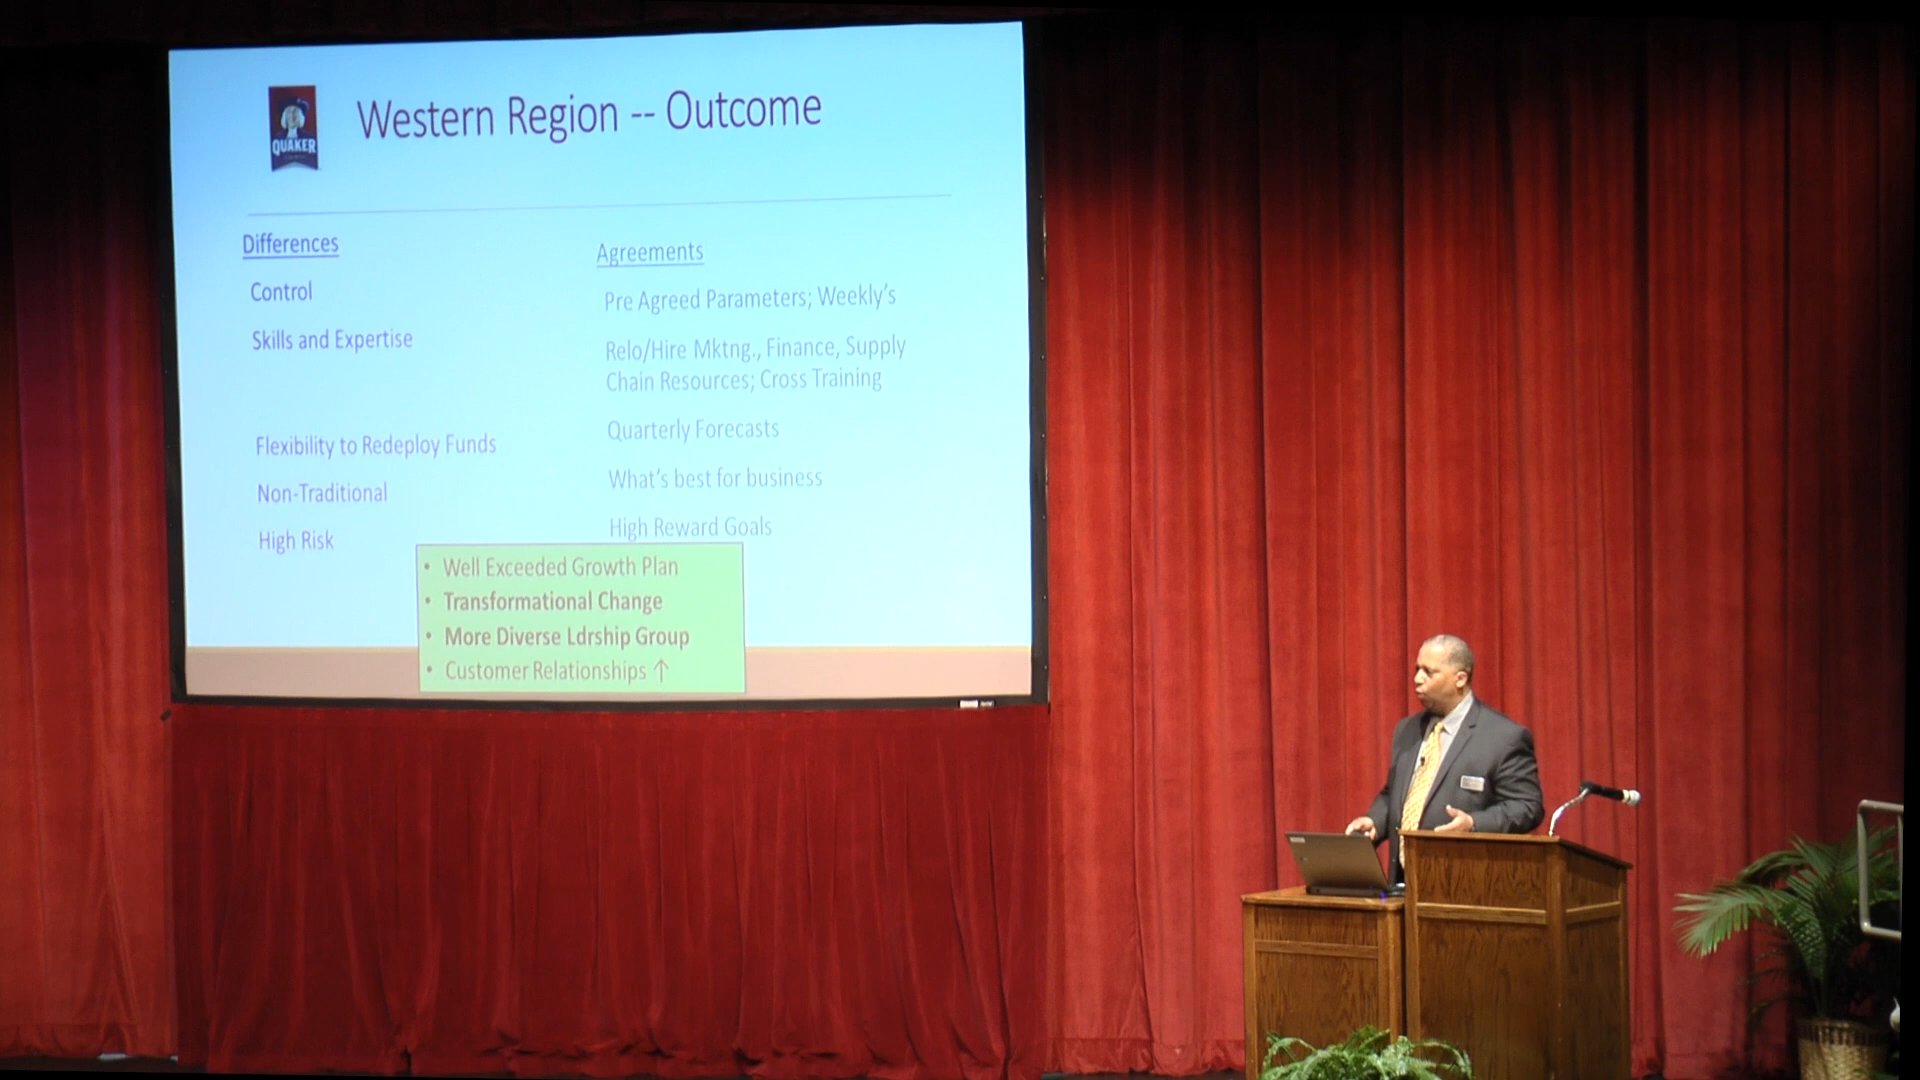 QUAKER
Western Region -- Outcome
Differences
Control
Skills and Expertise
Flexibility to Redeploy Funds
Non-Traditional
High Risk
Agreements
Pre Agreed Parameters; Weekly's
Relo/Hire Mktng., Finance, Supply
Chain Resources; Cross Training
Quarterly Forecasts
What's best for business
High Reward Goals
• Well Exceeded Growth Plan
• Transformational Change
• More Diverse Ldrship Group
• Customer Relationships ↑